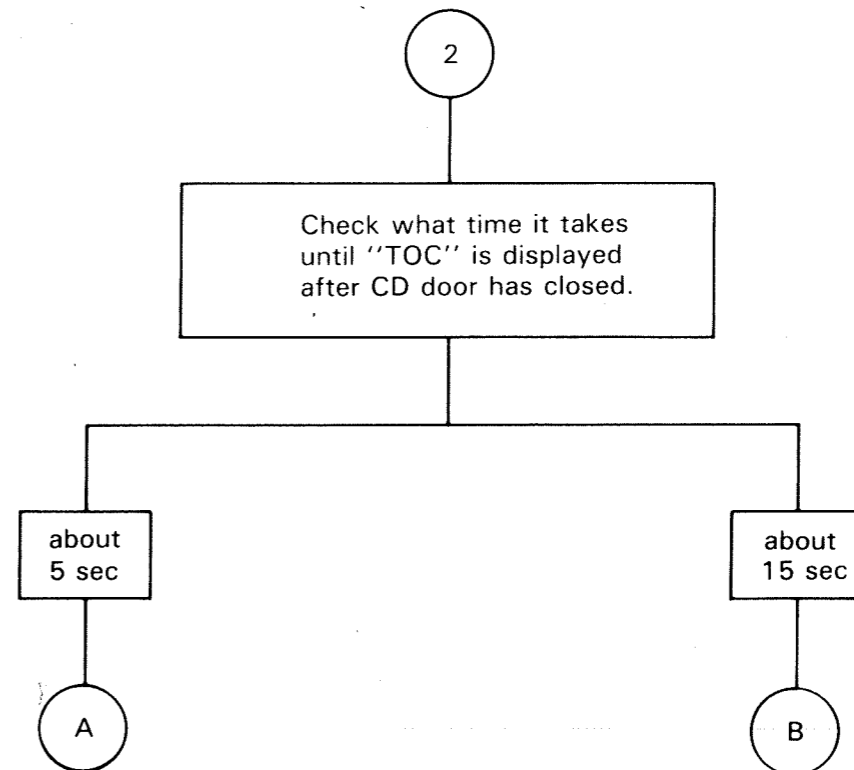 2
Check what time it takes
until ''TOC'' is displayed
after CD door has closed.
about
5 sec
about
15 sec
A
B